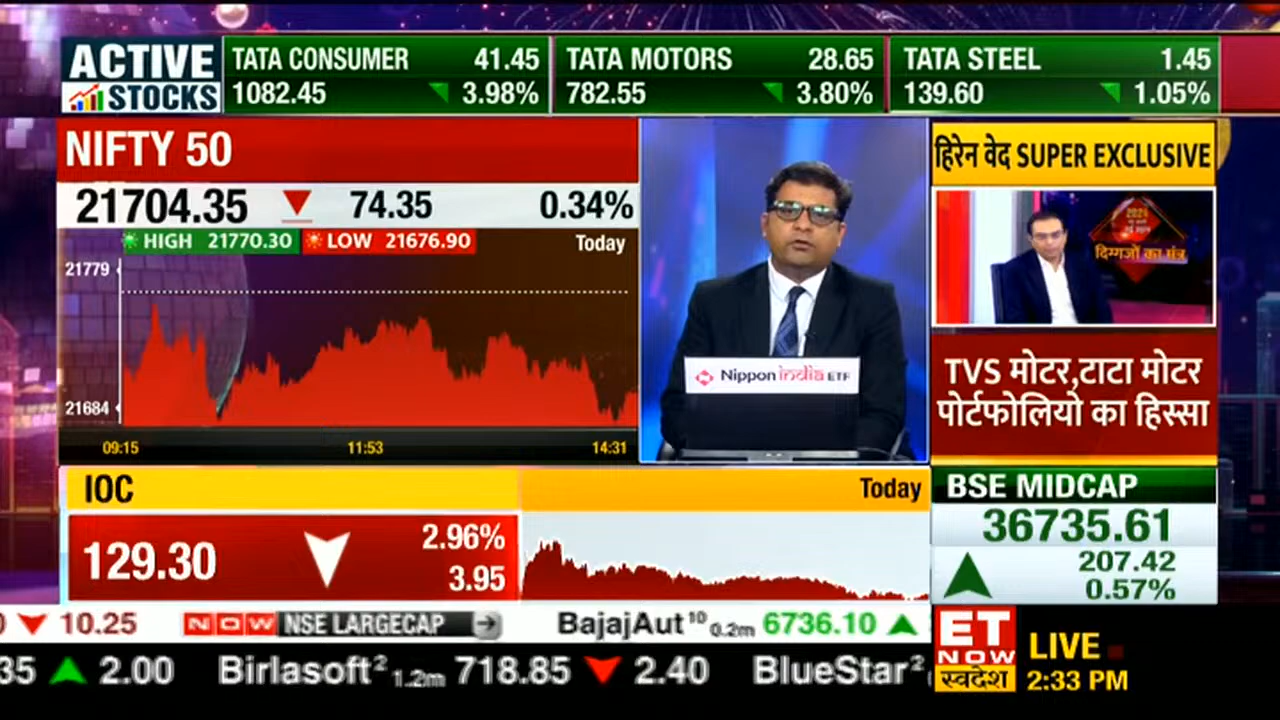 ACTIVE STOCKS
TATA CONSUMER 41.45
1082.45 3.98%
TATA MOTORS 28.65
782.55 3.80%
TATA STEEL 1.45
139.60 1.05%
NIFTY 50
21704.35 74.35 0.34%
HIGH 21770.30 LOW 21676.90 Today
21779
21684
09:15 11:53 14:31
Nippon india ETF
हिरेन वेद SUPER EXCLUSIVE
दिग्गजों का मंत्र
TVS मोटर,टाटा मोटर
पोर्टफोलियो का हिस्सा
IOC Today
129.30 2.96%
3.95
BSE MIDCAP
36735.61
207.42
0.57%
10.25 NOW NSE LARGECAP BajajAut 10 0.2m 6736.10
35 2.00 Birlasoft 2 1.2m 718.85 2.40 BlueStar 2
ET
NOW
स्वदेश
LIVE
2:33 PM